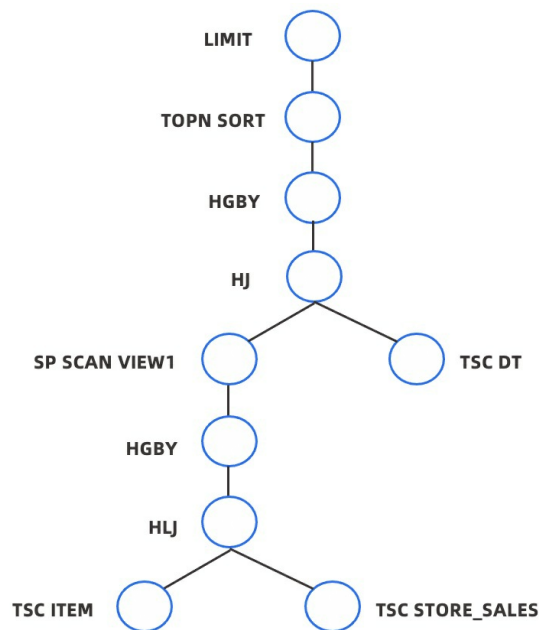 LIMIT
TOPN SORT
HGBY
HJ
SP SCAN VIEW1
TSC DT
HGBY
HLJ
TSC ITEM
TSC STORE_SALES